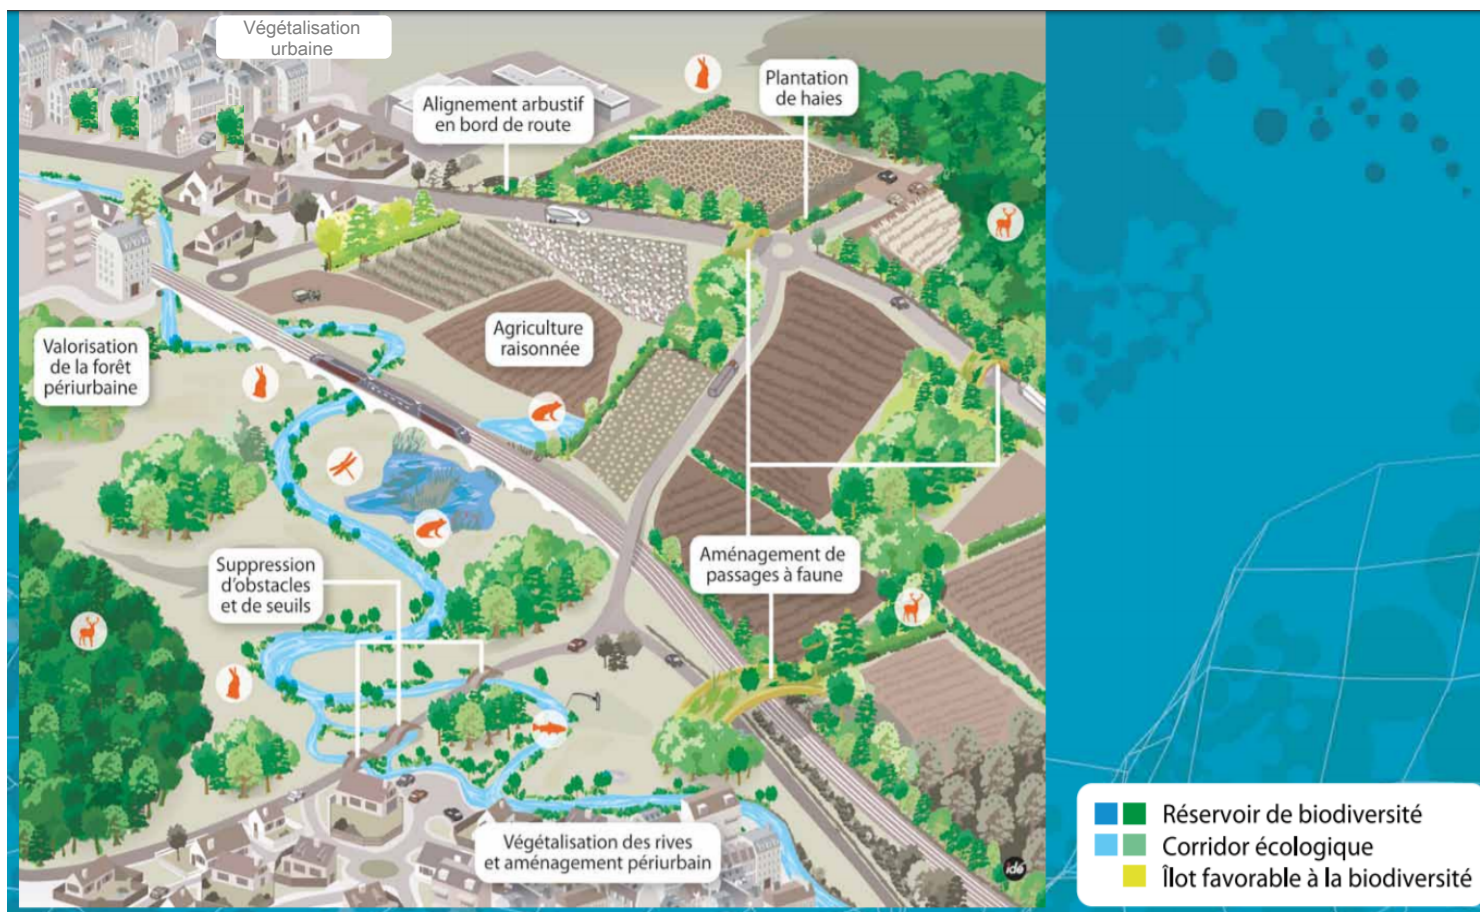 Végétalisation
urbaine
Alignement arbustif
en bord de route
Plantation
de haies
Agriculture
raisonnée
Valorisation
de la forêt
périurbaine
Suppression
d'obstacles
et de seuils
Aménagement de
passages à faune
Végétalisation des rives
et aménagement périurbain
idé
Réservoir de biodiversité
Corridor écologique
Îlot favorable à la biodiversité